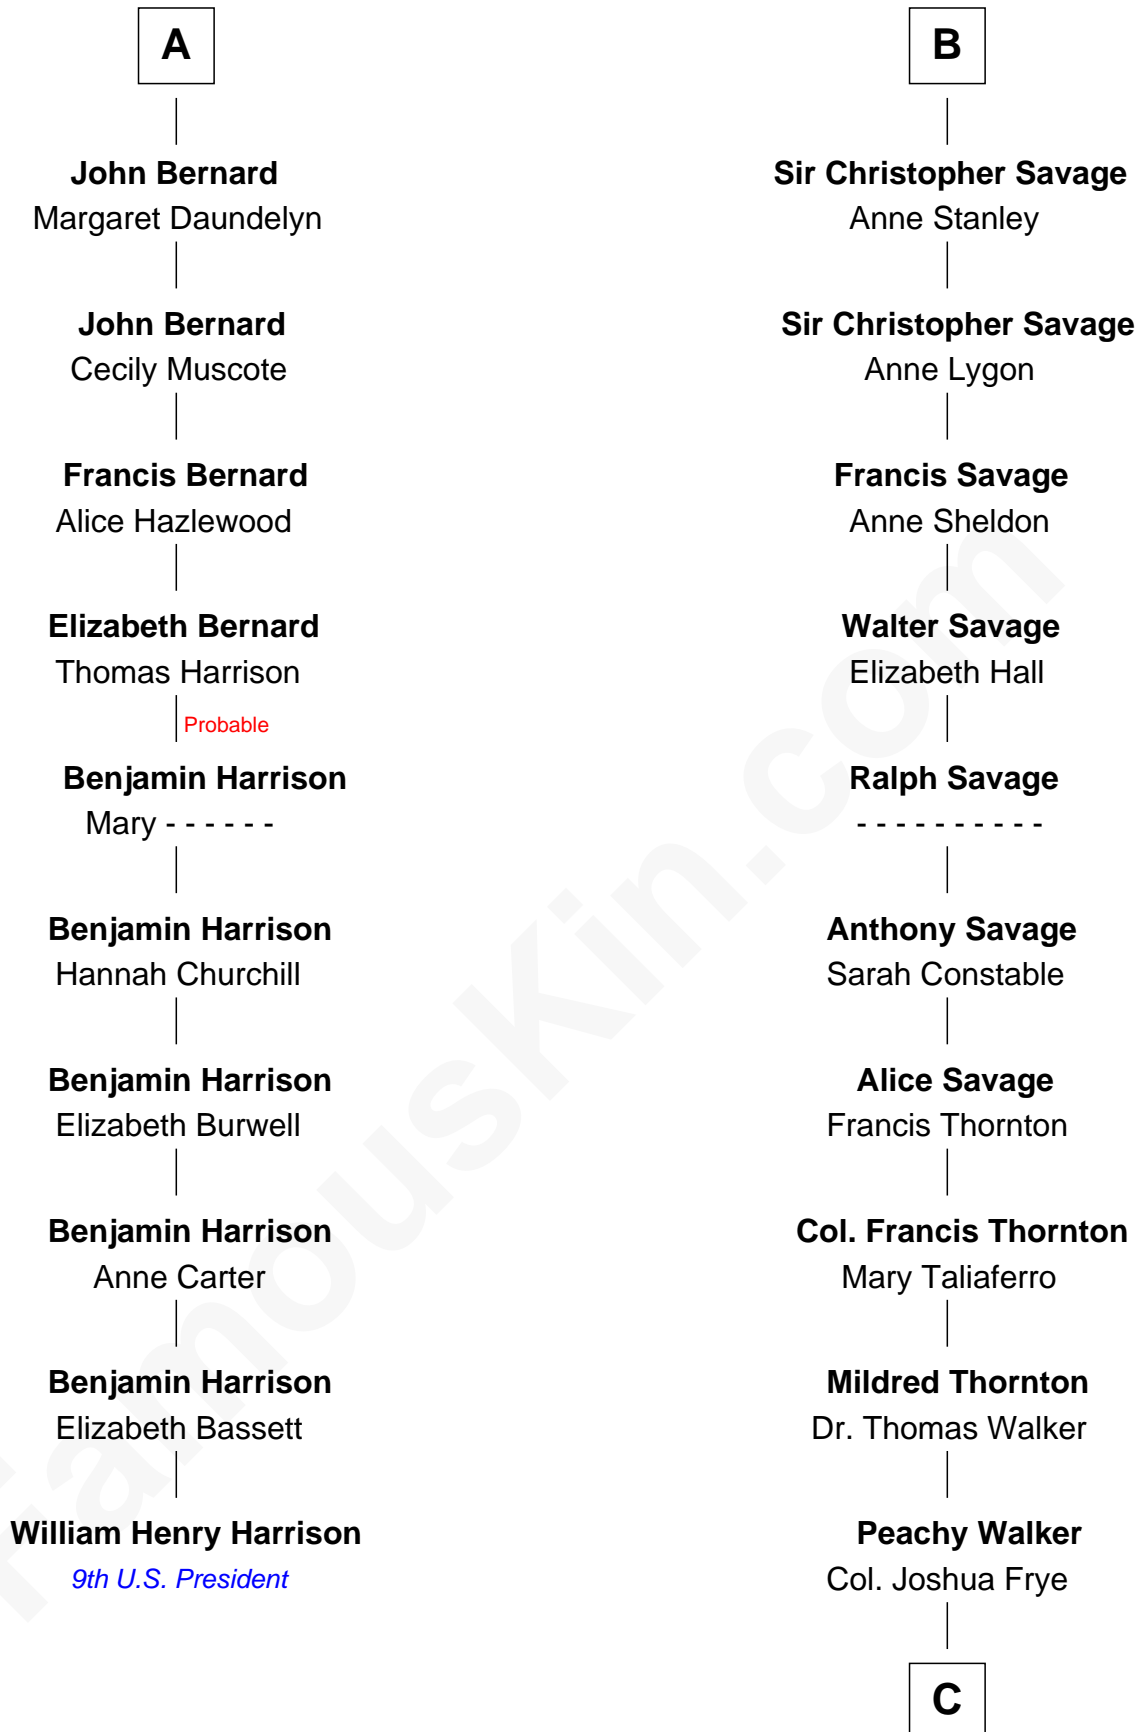 A
John Bernard
Margaret Daundelyn
John Bernard
Cecily Muscote
Francis Bernard
Alice Hazlewood
Elizabeth Bernard
Thomas Harrison
Probable
Benjamin Harrison
Mary - - - - - -
Benjamin Harrison
Hannah Churchill
Benjamin Harrison
Elizabeth Burwell
Benjamin Harrison
Anne Carter
Benjamin Harrison
Elizabeth Bassett
William Henry Harrison
9th U.S. President
B
Sir Christopher Savage
Anne Stanley
Sir Christopher Savage
Anne Lygon
Francis Savage
Anne Sheldon
Walter Savage
Elizabeth Hall
Ralph Savage
- - - - - - - - - -
Anthony Savage
Sarah Constable
Alice Savage
Francis Thornton
Col. Francis Thornton
Mary Taliaferro
Mildred Thornton
Dr. Thomas Walker
Peachy Walker
Col. Joshua Frye
C
FamousKin.com